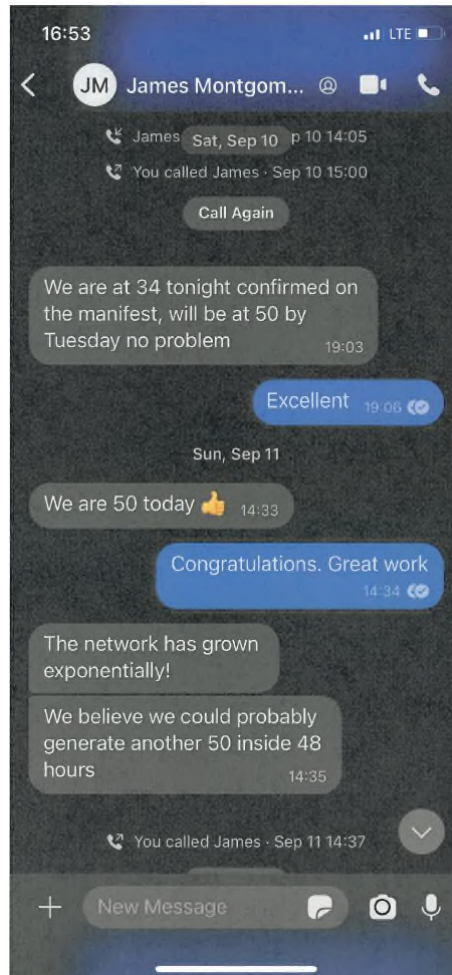 16:53
LTE
JM James Montgom...
James Sat, Sep 10 p 10 14:05
You called James · Sep 10 15:00
Call Again
We are at 34 tonight confirmed on
the manifest, will be at 50 by
Tuesday no problem
19:03
Excellent 19:06
Sun, Sep 11
We are 50 today 👍 14:33
Congratulations. Great work
14:34
The network has grown
exponentially!
We believe we could probably
generate another 50 inside 48
hours
14:35
You called James · Sep 11 14:37
New Message